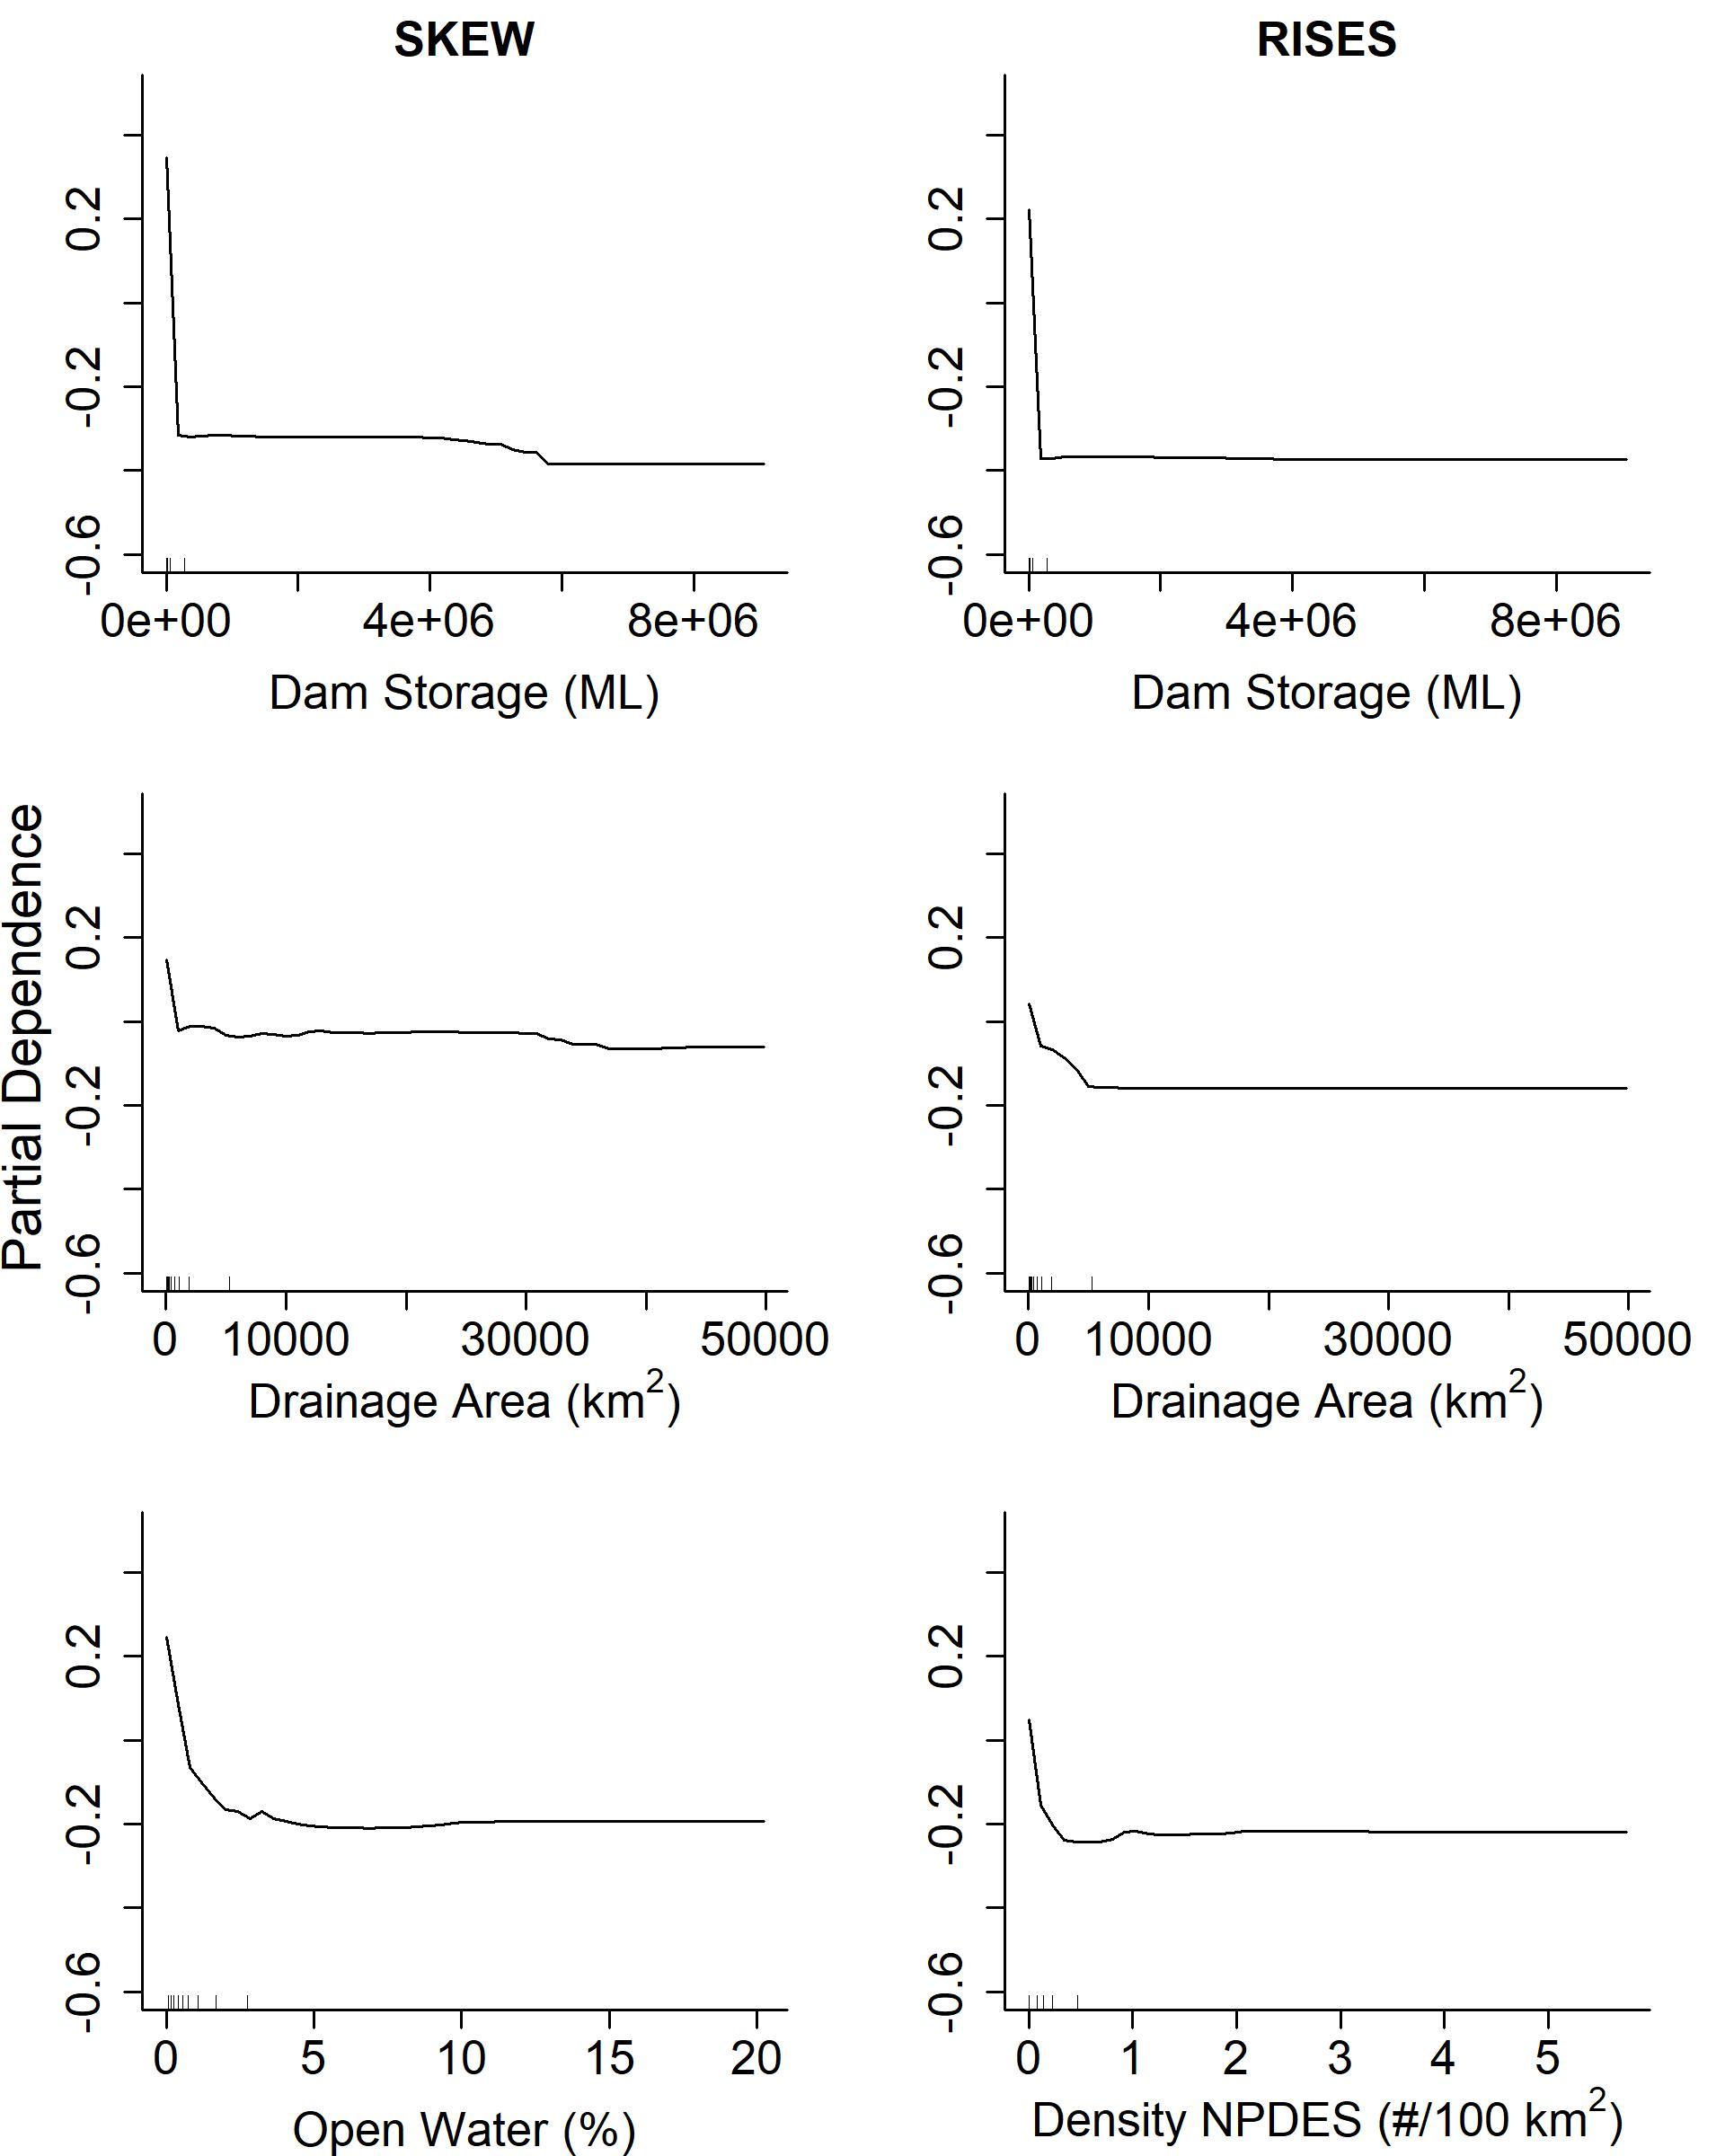 SKEW
RISES
0.2
-0.2
-0.6
0e+00 4e+06 8e+06
Dam Storage (ML)
0.2
-0.2
-0.6
0e+00 4e+06 8e+06
Dam Storage (ML)
Partial Dependence
0.2
-0.2
-0.6
0 10000 30000 50000
Drainage Area (km²)
0.2
-0.2
-0.6
0 10000 30000 50000
Drainage Area (km²)
0.2
-0.2
-0.6
0 5 10 15 20
Open Water (%)
0.2
-0.2
-0.6
0 1 2 3 4 5
Density NPDES (#/100 km²)